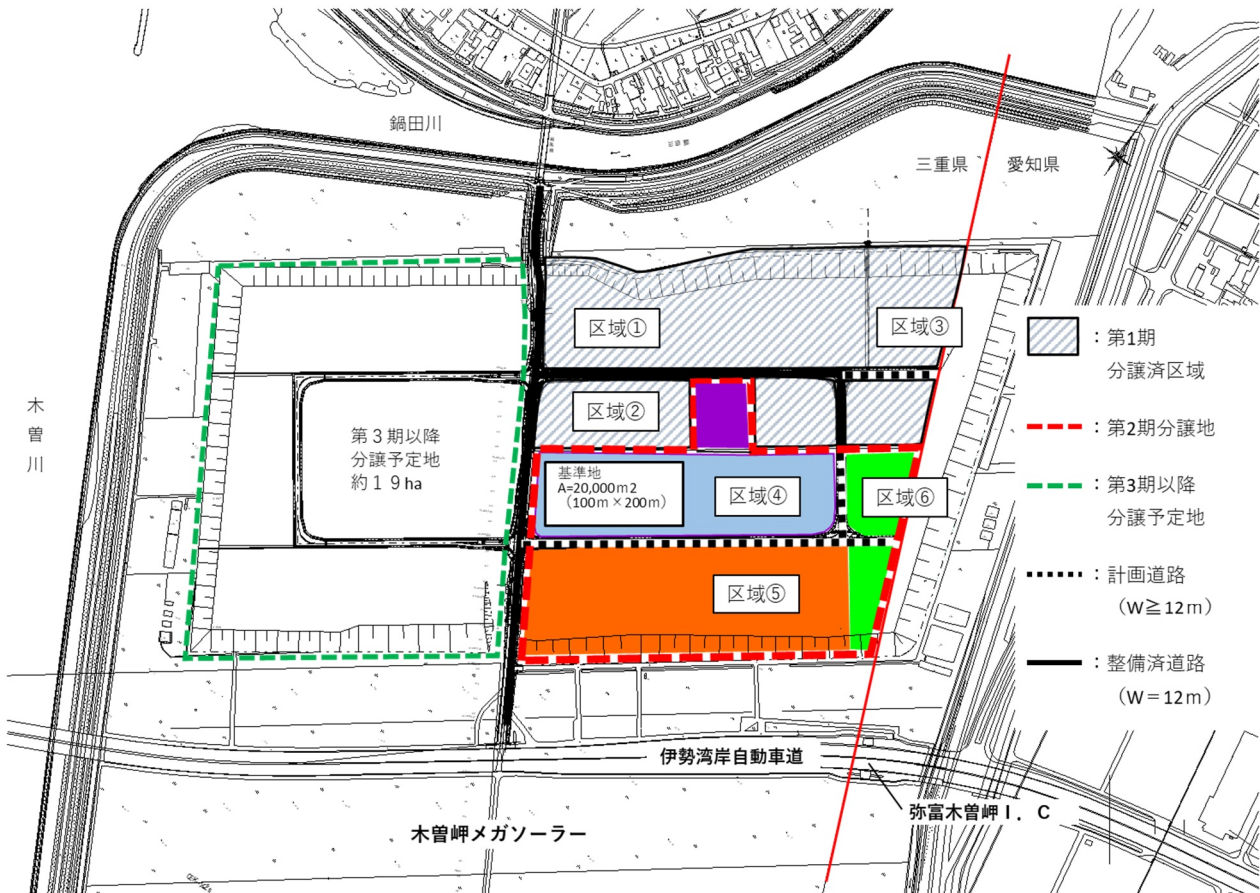 鍋田川
三重県
愛知県
区域①
区域③
：第1期
分譲済区域
木曽川
区域②
：第2期分譲地
第３期以降
分譲予定地
約１９ha
基準地
A=20,000ｍ2
（100ｍ×200ｍ）
区域④
区域⑥
：第3期以降
分譲予定地
：計画道路
（W≧12ｍ）
区域⑤
：整備済道路
（W＝12ｍ）
伊勢湾岸自動車道
弥富木曽岬Ｉ．Ｃ
木曽岬メガソーラー